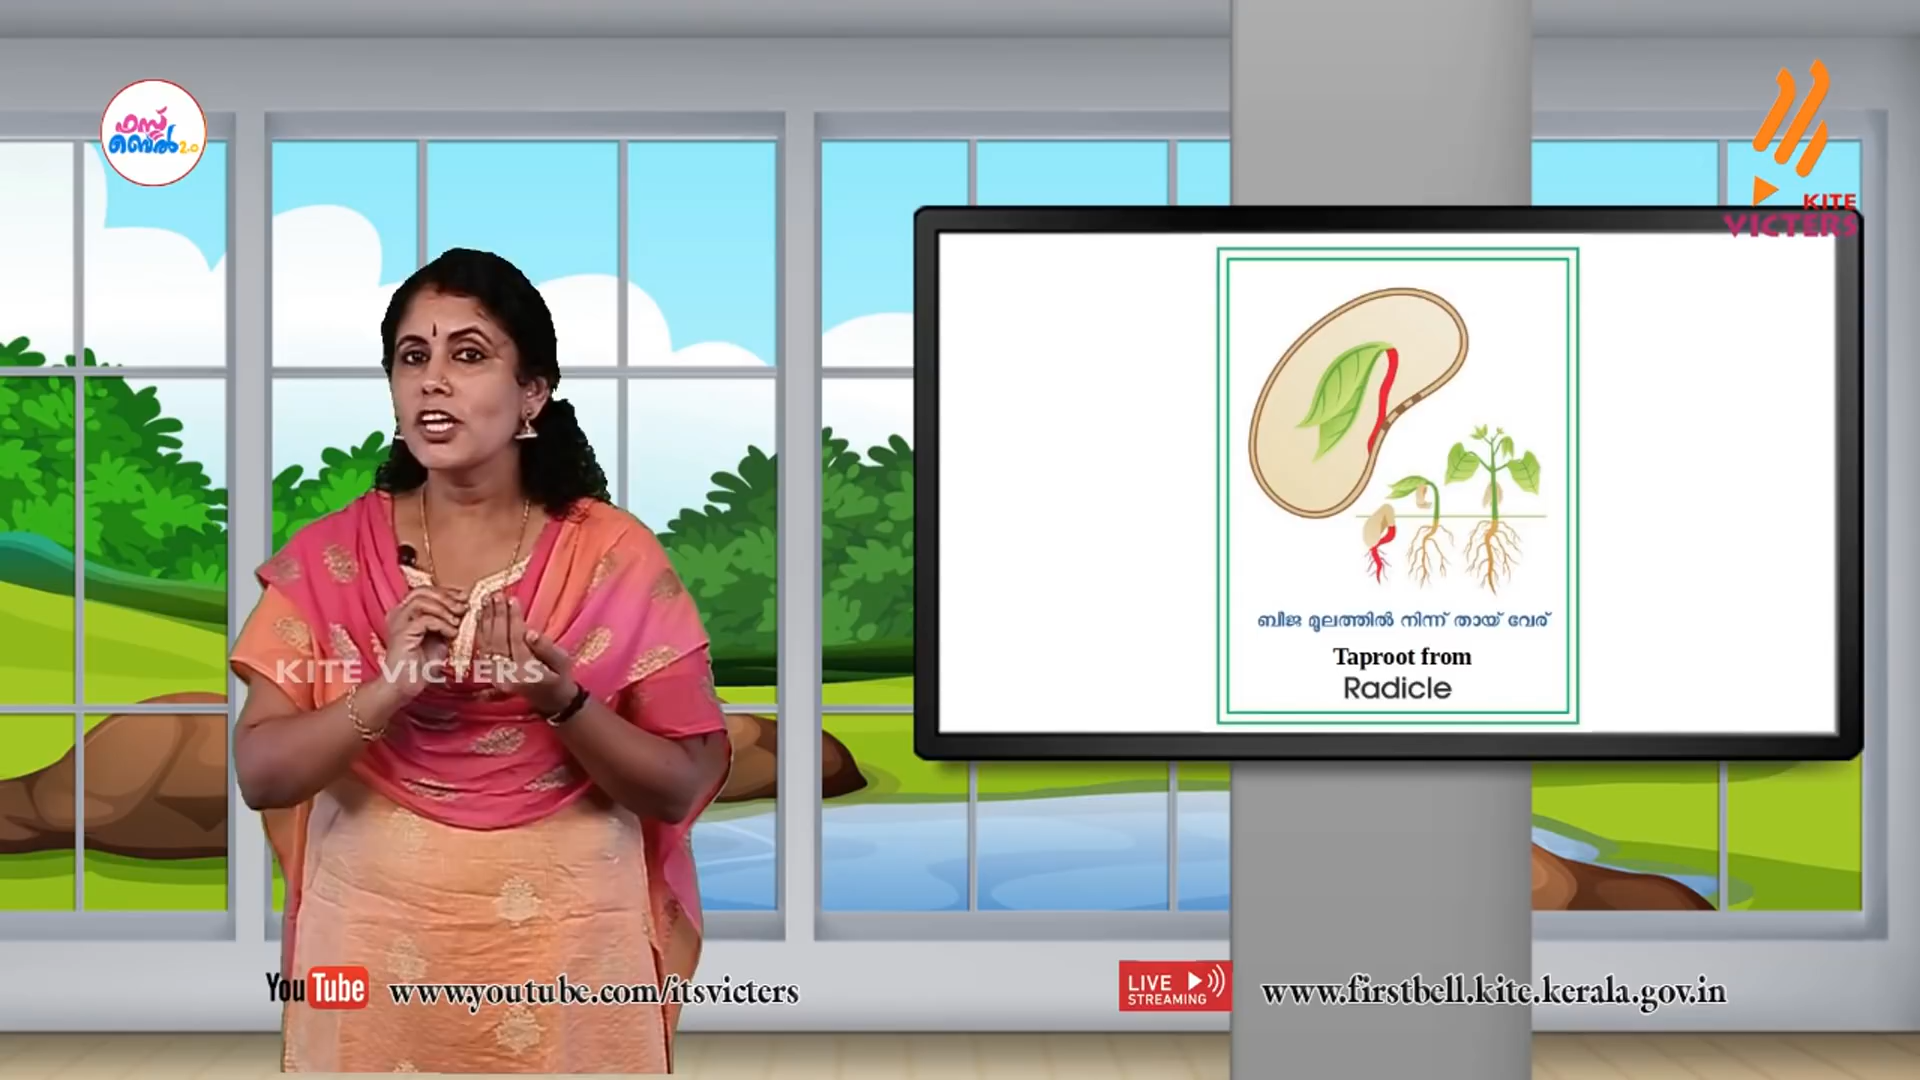 ഫസ്റ്റ്
ബെൽ 2.0
KITE
VICTERS
ബീജ മൂലത്തിൽ നിന്ന് തായ് വേര്
Taproot from
Radicle
KITE VICTERS
YouTube www.youtube.com/itsvicters
LIVE
STREAMING
www.firstbell.kite.kerala.gov.in